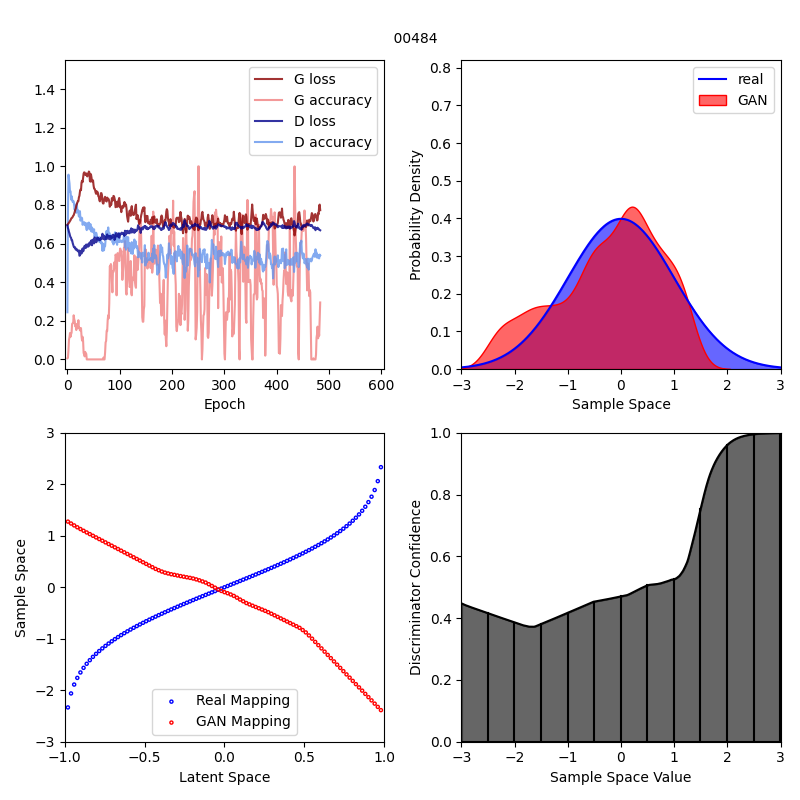 00484
G loss
G accuracy
D loss
D accuracy
1.4
1.2
1.0
0.8
0.6
0.4
0.2
0.0
0 100 200 300 400 500 600
Epoch
real
GAN
Probability Density
0.8
0.7
0.6
0.5
0.4
0.3
0.2
0.1
0.0
−3 −2 −1 0 1 2 3
Sample Space
Sample Space
3
2
1
0
−1
−2
−3
Real Mapping
GAN Mapping
−1.0 −0.5 0.0 0.5 1.0
Latent Space
Discriminator Confidence
1.0
0.8
0.6
0.4
0.2
0.0
−3 −2 −1 0 1 2 3
Sample Space Value